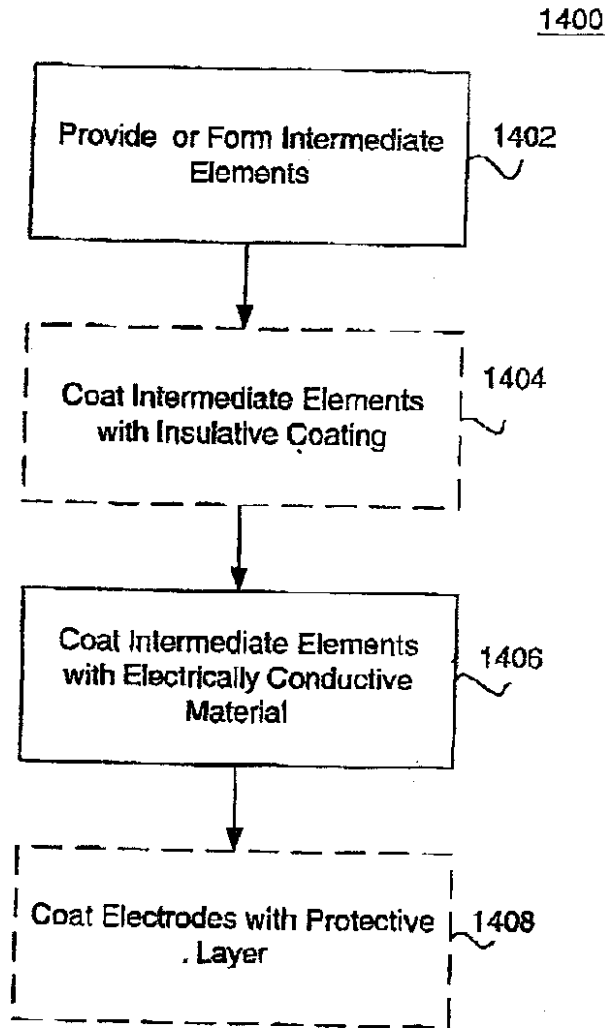 1400
Provide or Form Intermediate
Elements
1402
Coat Intermediate Elements
with Insulative Coating
1404
Coat Intermediate Elements
with Electrically Conductive
Material
1406
Coat Electrodes with Protective
Layer
1408